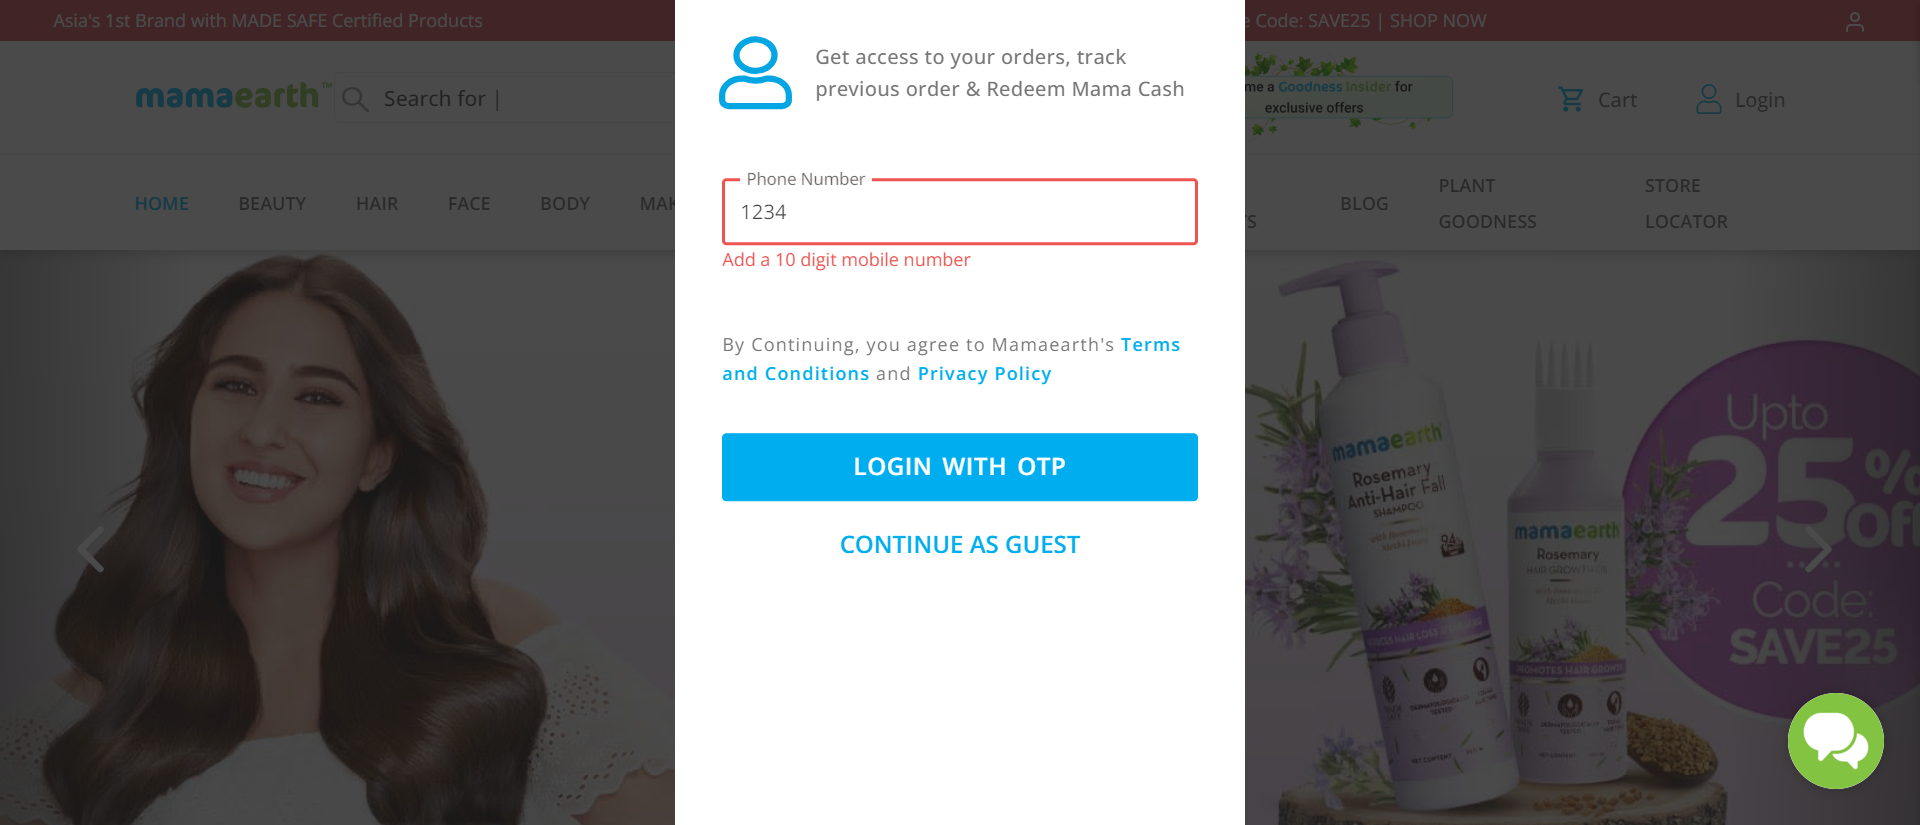 Asia's 1st Brand with MADE SAFE Certified Products
Code: SAVE25 | SHOP NOW
mamaearth™
Search for |
me a Goodness Insider for
exclusive offers
Cart
Login
HOME
BEAUTY
HAIR
FACE
BODY
BLOG
PLANT
GOODNESS
STORE
LOCATOR
Get access to your orders, track
previous order & Redeem Mama Cash
Phone Number
1234
Add a 10 digit mobile number
By Continuing, you agree to Mamaearth's Terms
and Conditions and Privacy Policy
LOGIN WITH OTP
CONTINUE AS GUEST
mamaearth
Rosemary
Anti-Hair Fall
SHAMPOO
mamaearth
Rosemary
HAIR GROWTH OIL
PROMOTES HAIR GROWTH
Upto
25%
Off
Code:
SAVE25